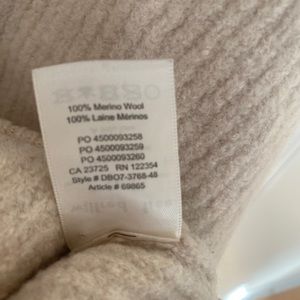 100% Merino Wool
100% Laine Mérinos
PO 4500093258
PO 4500093259
PO 4500093260
CA 23725 RN 122354
Style # DBO7-3768-48
Article # 69865